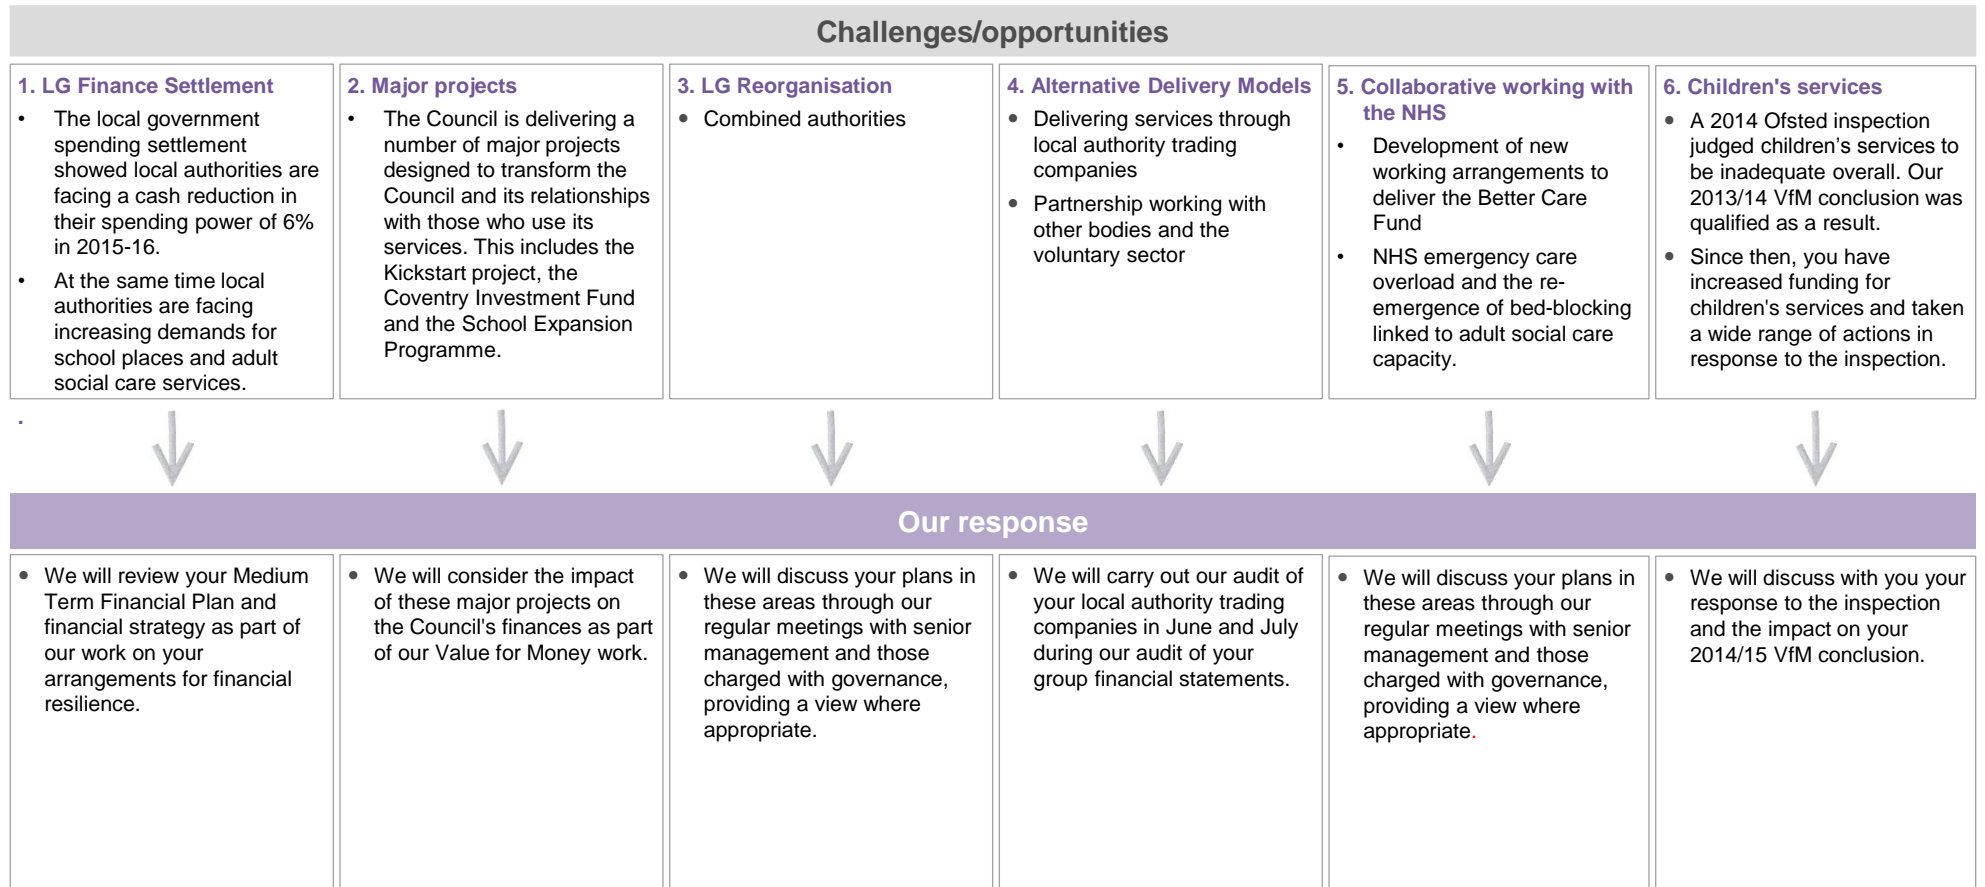 Challenges/opportunities
1. LG Finance Settlement
• The local government
spending settlement
showed local authorities are
facing a cash reduction in
their spending power of 6%
in 2015-16.
• At the same time local
authorities are facing
increasing demands for
school places and adult
social care services.
.
2. Major projects
• The Council is delivering a
number of major projects
designed to transform the
Council and its relationships
with those who use its
services. This includes the
Kickstart project, the
Coventry Investment Fund
and the School Expansion
Programme.
3. LG Reorganisation
• Combined authorities
4. Alternative Delivery Models
• Delivering services through
local authority trading
companies
• Partnership working with
other bodies and the
voluntary sector
5. Collaborative working with
the NHS
• Development of new
working arrangements to
deliver the Better Care
Fund
• NHS emergency care
overload and the re-
emergence of bed-blocking
linked to adult social care
capacity.
6. Children's services
• A 2014 Ofsted inspection
judged children’s services to
be inadequate overall. Our
2013/14 VfM conclusion was
qualified as a result.
• Since then, you have
increased funding for
children's services and taken
a wide range of actions in
response to the inspection.
Our response
• We will review your Medium
Term Financial Plan and
financial strategy as part of
our work on your
arrangements for financial
resilience.
• We will consider the impact
of these major projects on
the Council's finances as part
of our Value for Money work.
• We will discuss your plans in
these areas through our
regular meetings with senior
management and those
charged with governance,
providing a view where
appropriate.
• We will carry out our audit of
your local authority trading
companies in June and July
during our audit of your
group financial statements.
• We will discuss your plans in
these areas through our
regular meetings with senior
management and those
charged with governance,
providing a view where
appropriate.
• We will discuss with you your
response to the inspection
and the impact on your
2014/15 VfM conclusion.